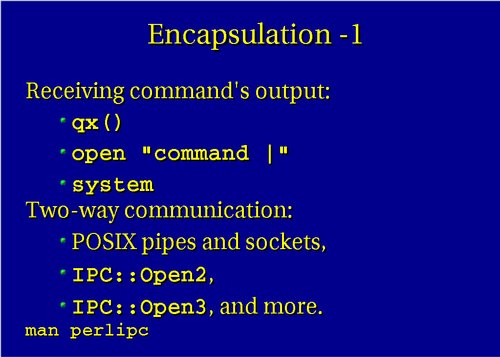 Encapsulation -1
Receiving command's output:
qx()
open "command |"
system
Two-way communication:
POSIX pipes and sockets,
IPC::Open2,
IPC::Open3, and more.
man perlipc